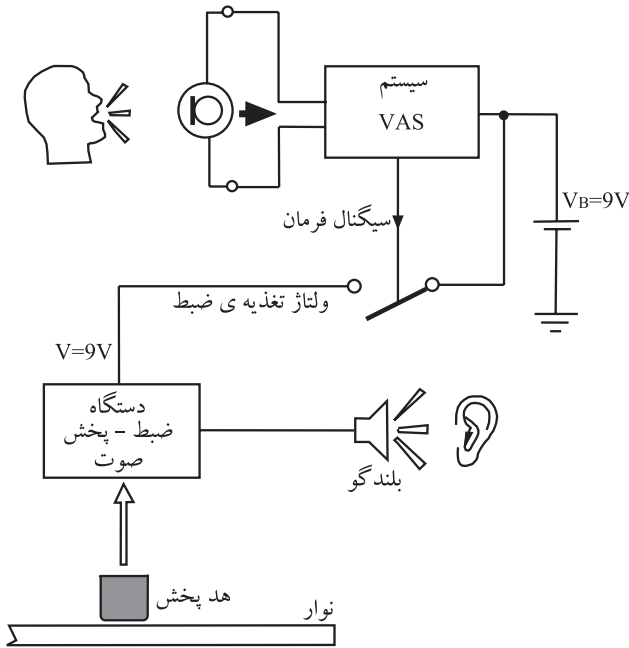 سیستم
VAS
VB=9V
سیگنال فرمان
ولتاژ تغذیه ی ضبط
V=9V
دستگاه
ضبط – پخش
صوت
بلندگو
هد پخش
نوار